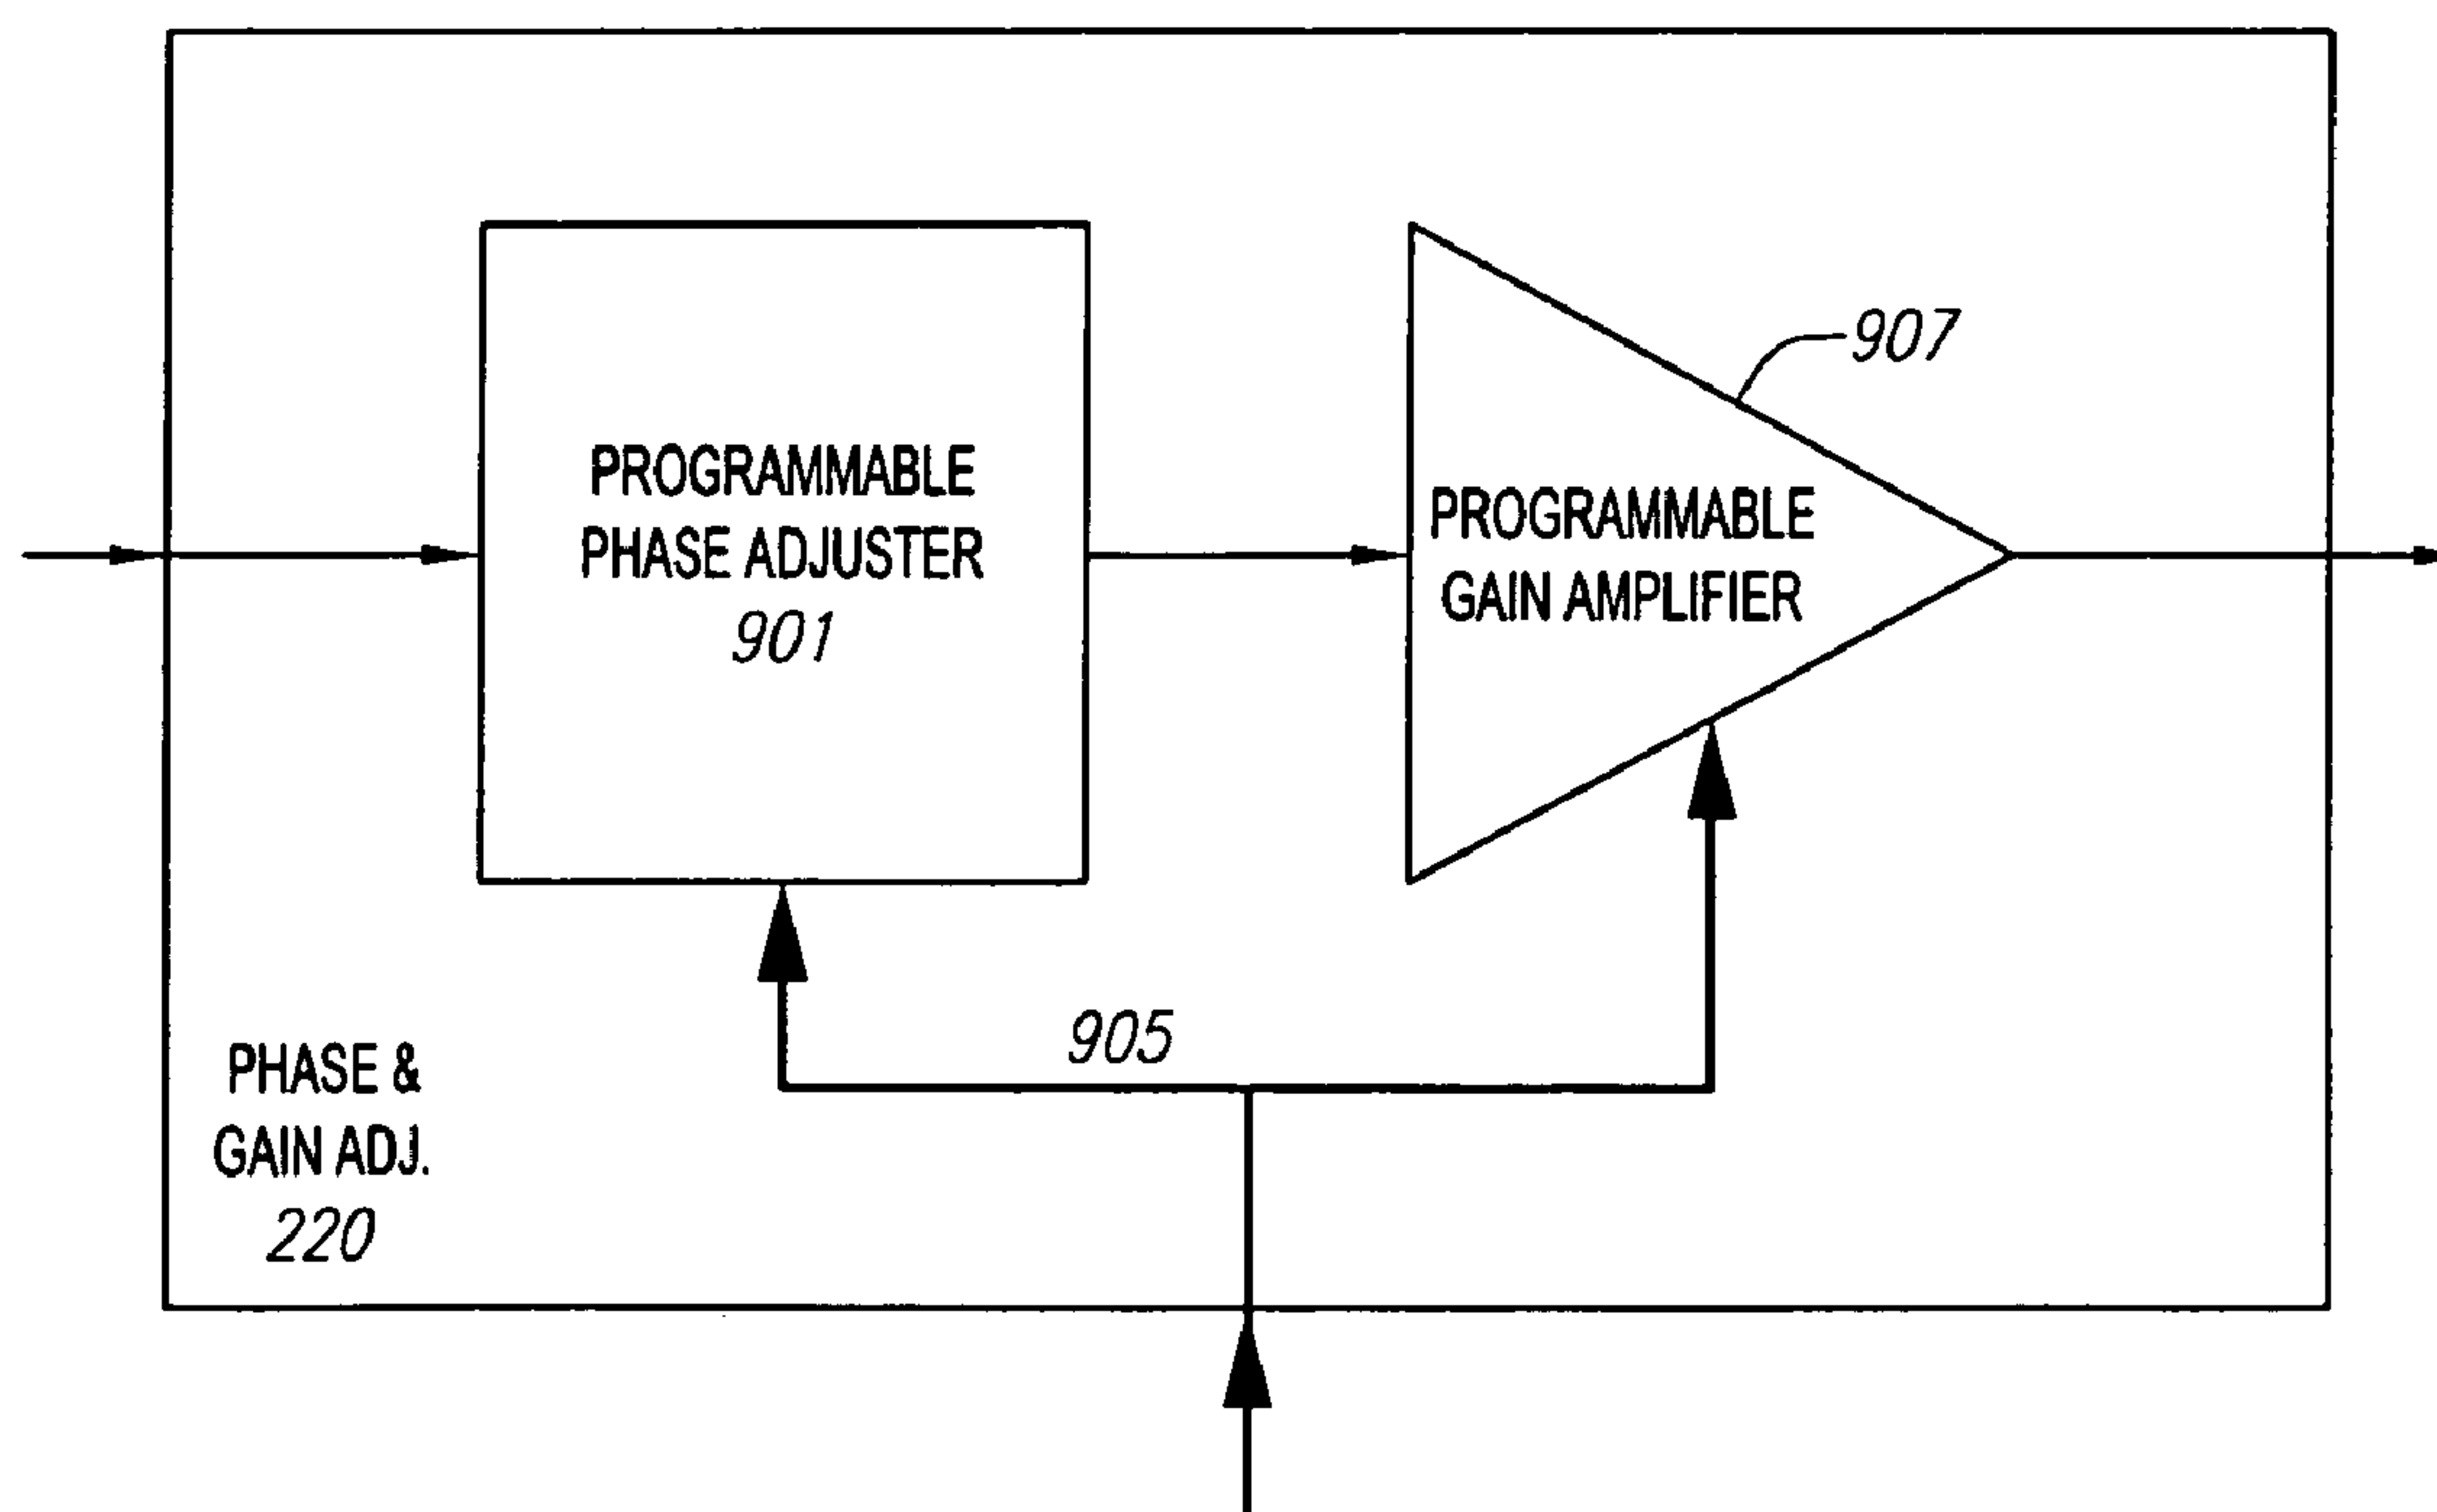 907
PROGRAMMABLE
PHASE ADJUSTER
901
PROGRAMMABLE
GAIN AMPLIFIER
905
PHASE &
GAIN ADJ.
220